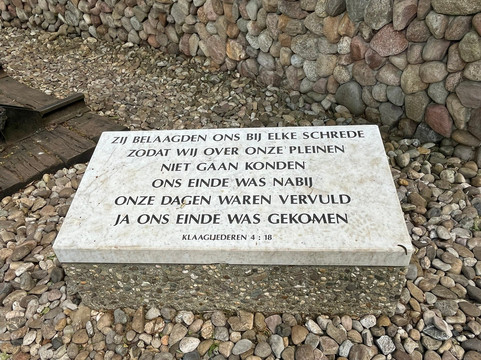 ZIJ BELAAGDEN ONS BIJ ELKE SCHREDE
ZODAT WIJ OVER ONZE PLEINEN
NIET GAAN KONDEN
ONS EINDE WAS NABIJ
ONZE DAGEN WAREN VERVULD
JA ONS EINDE WAS GEKOMEN
KLAAGLIEDEREN 4 : 18